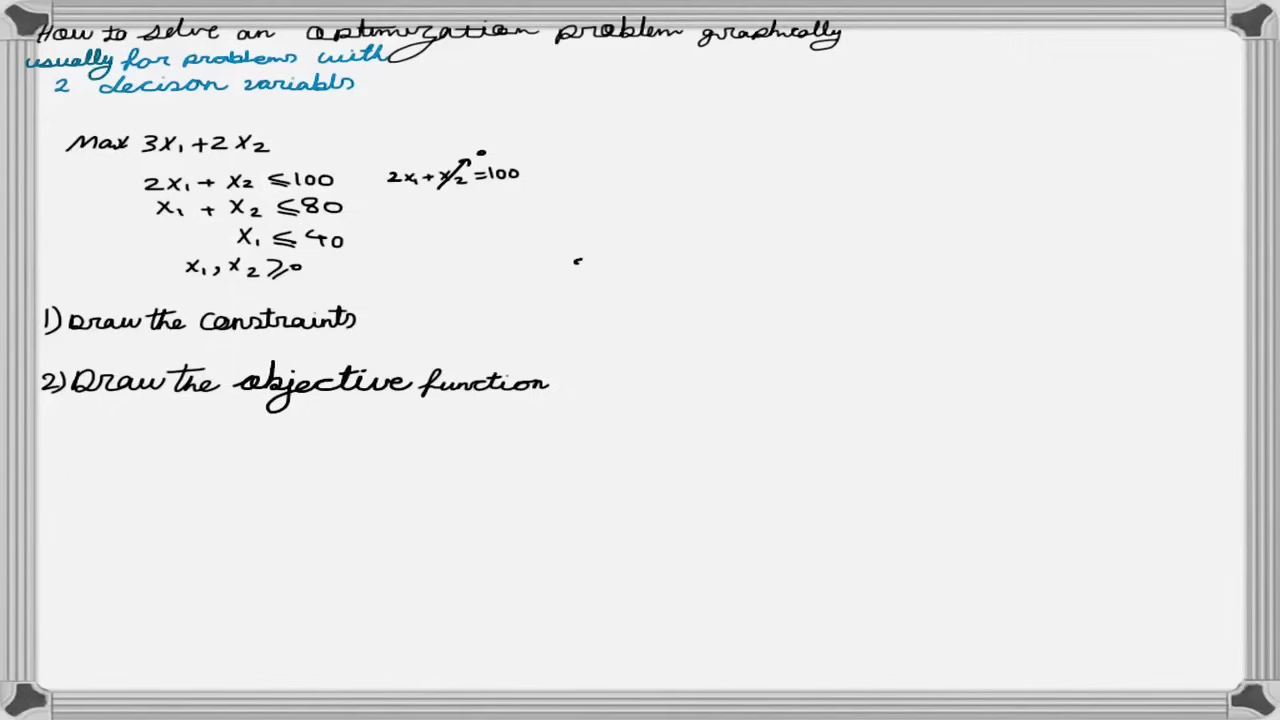 How to solve an optimization problem graphically
usually for problems with
2 decison variabls
Max 3x₁ + 2x₂
2x₁ + x₂ ≤ 100 2x₁ + x₂ = 100
x₁ + x₂ ≤ 80
x₁ ≤ 40
x₁, x₂ ≥ 0
1) Draw the constraints
2) Draw the objective function